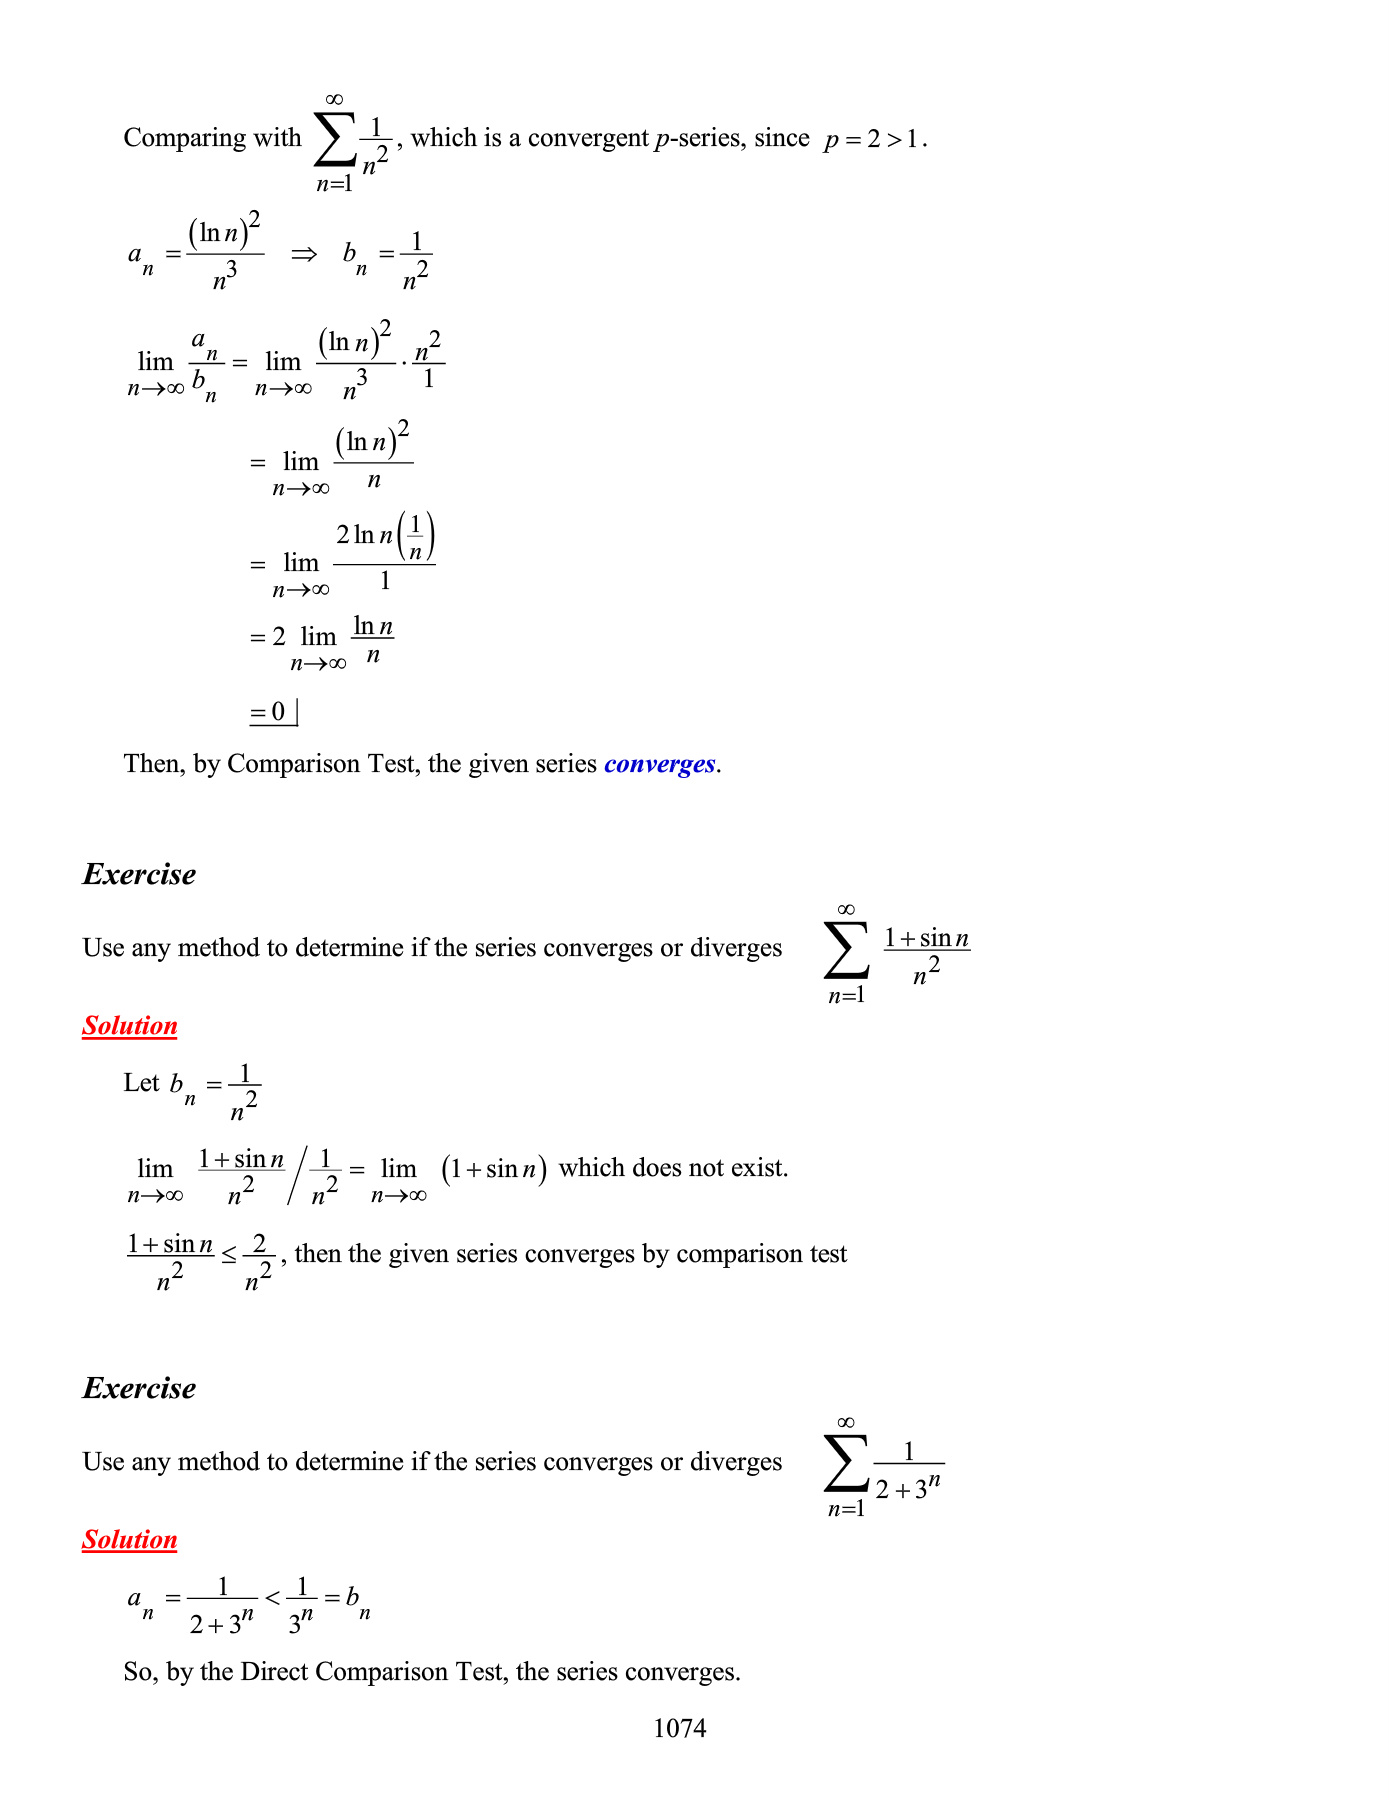 Comparing with $\sum_{n=1}^{\infty} \frac{1}{n^2}$, which is a convergent p-series, since $p = 2 > 1$.
$a_n = \frac{(\ln n)^2}{n^3} \Rightarrow b_n = \frac{1}{n^2}$
$\lim_{n\to\infty} \frac{a_n}{b_n} = \lim_{n\to\infty} \frac{(\ln n)^2}{n^3} \cdot \frac{n^2}{1}$
$= \lim_{n\to\infty} \frac{(\ln n)^2}{n}$
$= \lim_{n\to\infty} \frac{2 \ln n \left(\frac{1}{n}\right)}{1}$
$= 2 \lim_{n\to\infty} \frac{\ln n}{n}$
$= 0 |$
Then, by Comparison Test, the given series converges.
Exercise
Use any method to determine if the series converges or diverges $\sum_{n=1}^{\infty} \frac{1 + \sin n}{n^2}$
Solution
Let $b_n = \frac{1}{n^2}$
$\lim_{n\to\infty} \frac{1 + \sin n}{n^2} / \frac{1}{n^2} = \lim_{n\to\infty} (1 + \sin n)$ which does not exist.
$\frac{1 + \sin n}{n^2} \leq \frac{2}{n^2}$, then the given series converges by comparison test
Exercise
Use any method to determine if the series converges or diverges $\sum_{n=1}^{\infty} \frac{1}{2 + 3^n}$
Solution
$a_n = \frac{1}{2 + 3^n} < \frac{1}{3^n} = b_n$
So, by the Direct Comparison Test, the series converges.
1074